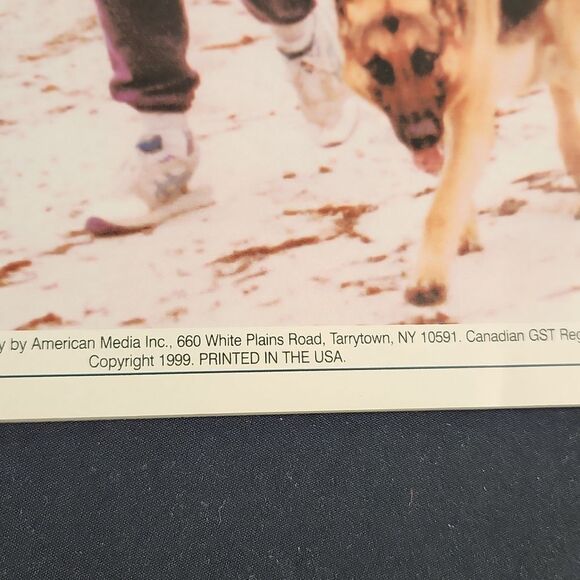 by American Media Inc., 660 White Plains Road, Tarrytown, NY 10591. Canadian GST Reg
Copyright 1999. PRINTED IN THE USA.